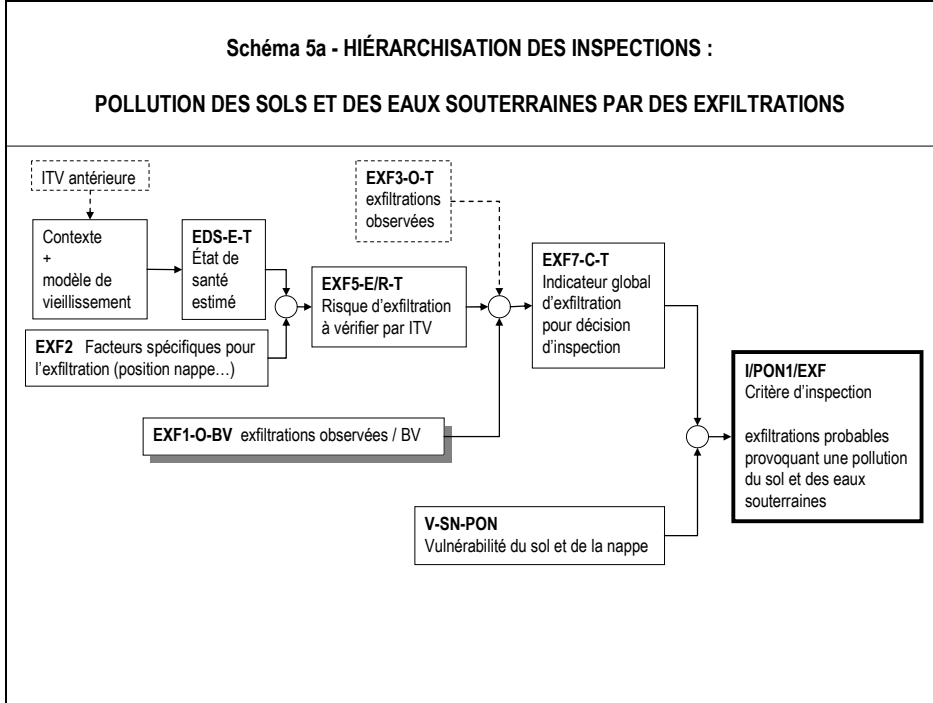 Schéma 5a - HIÉRARCHISATION DES INSPECTIONS :
POLLUTION DES SOLS ET DES EAUX SOUTERRAINES PAR DES EXFILTRATIONS
ITV antérieure
Contexte
+
modèle de
vieillissement
EDS-E-T
État de
santé
estimé
EXF2 Facteurs spécifiques pour
l'exfiltration (position nappe…)
EXF5-E/R-T
Risque d'exfiltration
à vérifier par ITV
EXF3-O-T
exfiltrations
observées
EXF1-O-BV exfiltrations observées / BV
EXF7-C-T
Indicateur global
d'exfiltration
pour décision
d'inspection
V-SN-PON
Vulnérabilité du sol et de la nappe
I/PON1/EXF
Critère d'inspection
exfiltrations probables
provoquant une pollution
du sol et des eaux
souterraines